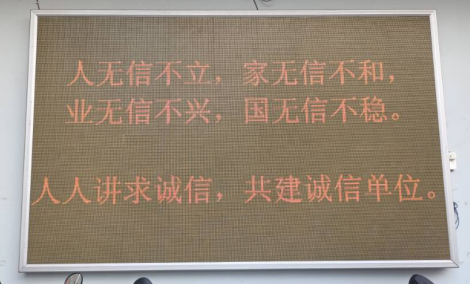 人无信不立，家无信不和，
业无信不兴，国无信不稳。
人人讲求诚信，共建诚信单位。